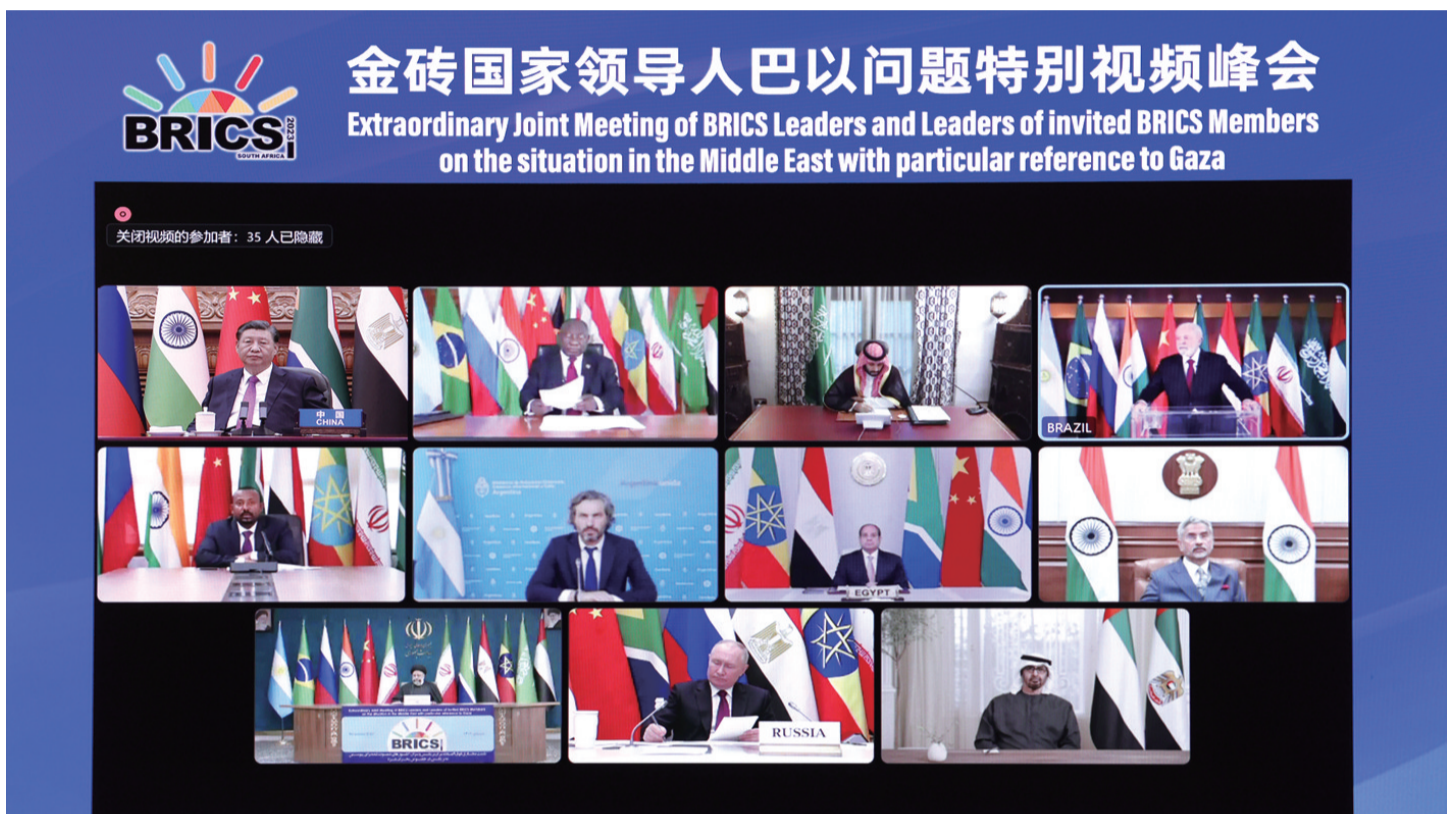 BRICS
2023
SOUTH AFRICA
金砖国家领导人巴以问题特别视频峰会
Extraordinary Joint Meeting of BRICS Leaders and Leaders of invited BRICS Members
on the situation in the Middle East with particular reference to Gaza
关闭视频的参加者：35 人已隐藏
中 国
CHINA
BRAZIL
Argentina
EGYPT
BRICS
RUSSIA